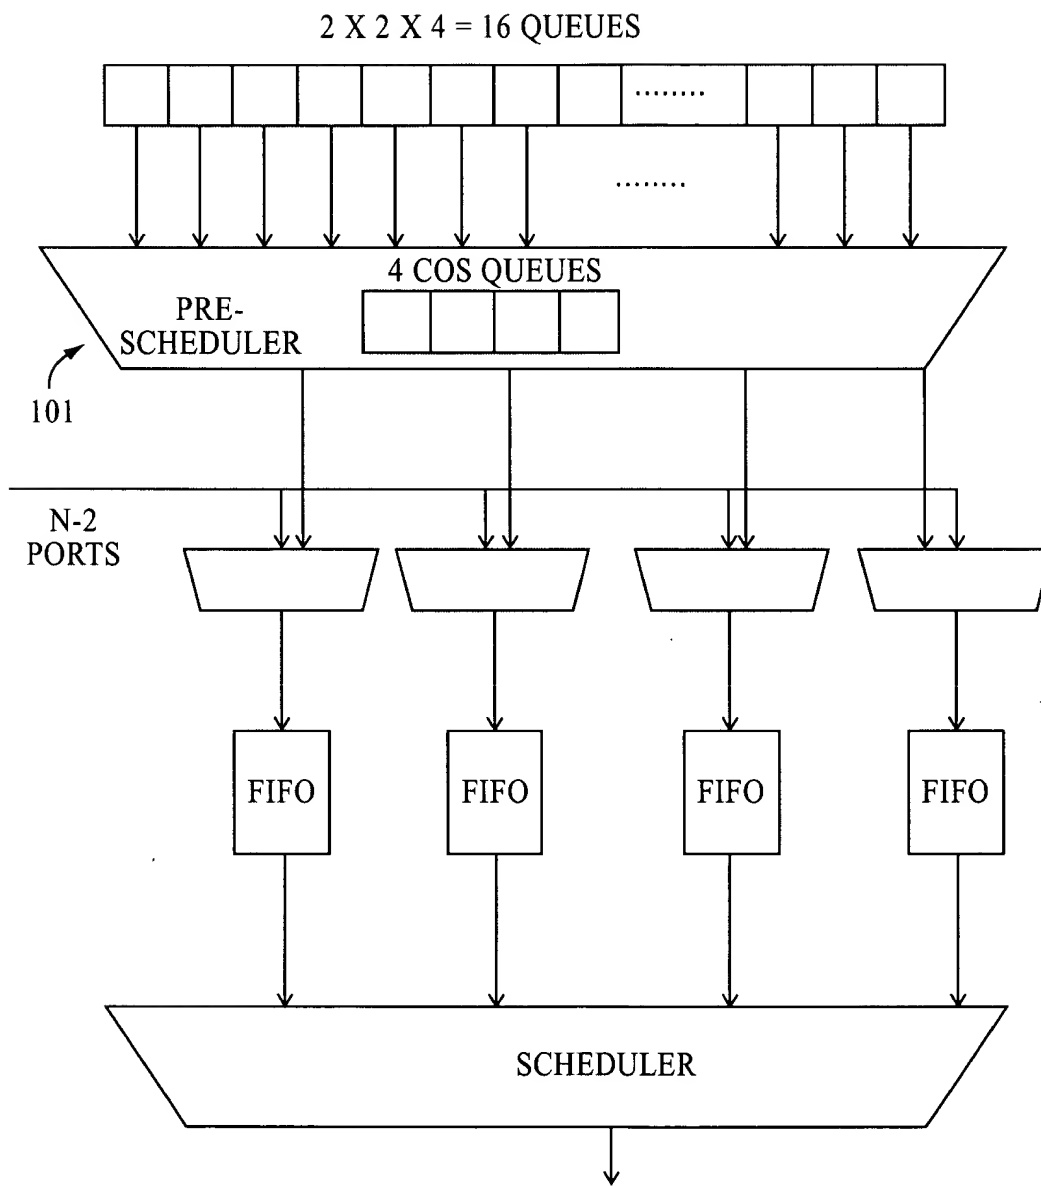 2 X 2 X 4 = 16 QUEUES
........
........
4 COS QUEUES
PRE-
SCHEDULER
101
N-2
PORTS
FIFO
FIFO
FIFO
FIFO
SCHEDULER